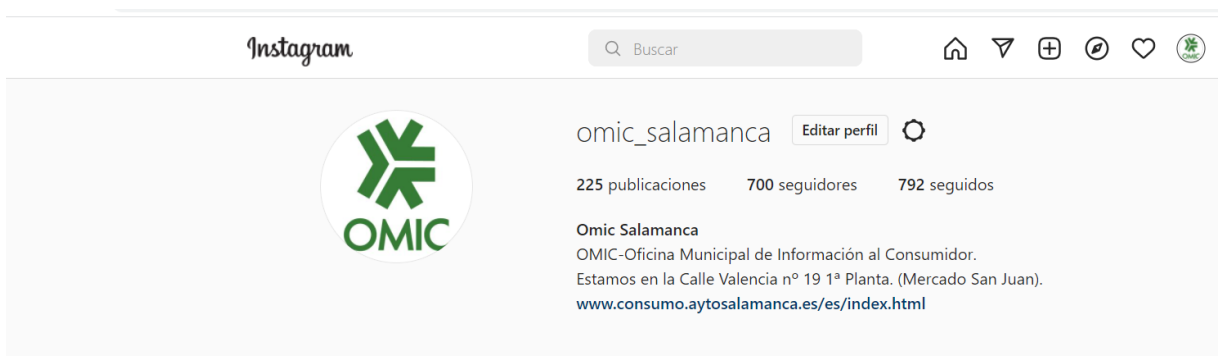 Instagram
Buscar
omic_salamanca Editar perfil
225 publicaciones 700 seguidores 792 seguidos
OMIC
Omic Salamanca
OMIC-Oficina Municipal de Información al Consumidor.
Estamos en la Calle Valencia nº 19 1ª Planta. (Mercado San Juan).
www.consumo.aytosalamanca.es/es/index.html